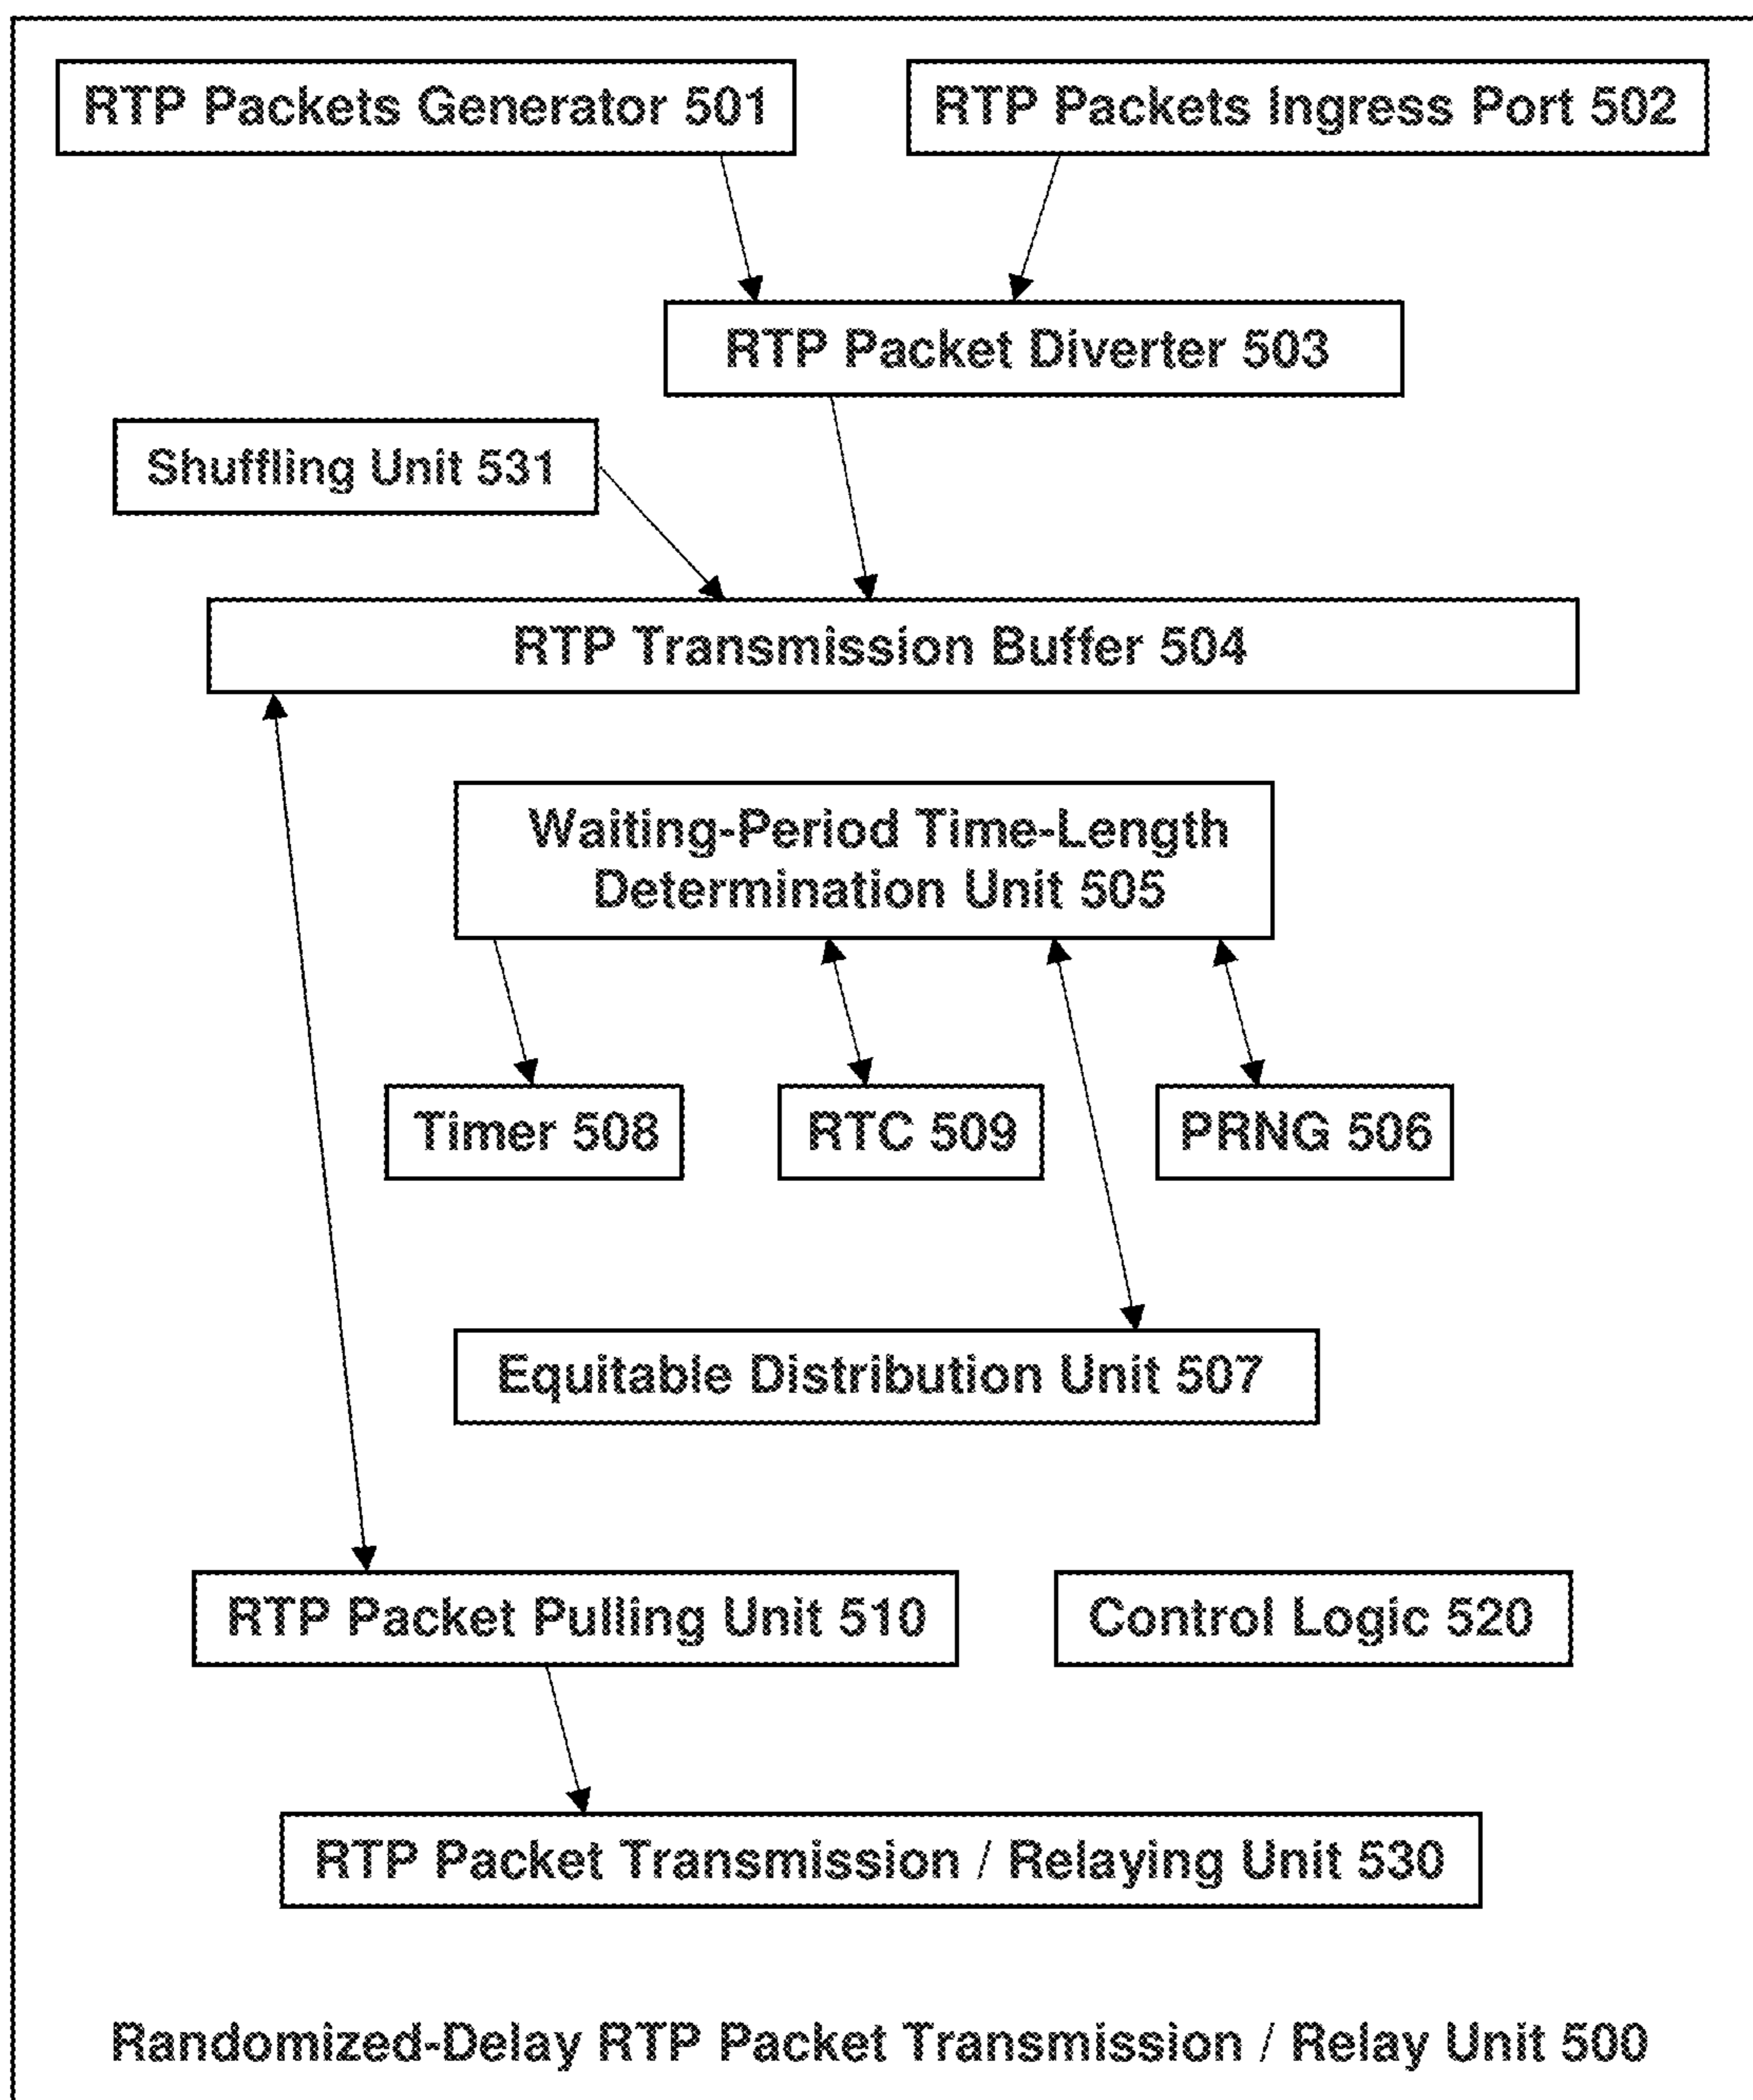 RTP Packets Generator 501
RTP Packets Ingress Port 502
RTP Packet Diverter 503
Shuffling Unit 531
RTP Transmission Buffer 504
Waiting-Period Time-Length
Determination Unit 505
Timer 508
RTC 509
PRNG 506
Equitable Distribution Unit 507
RTP Packet Pulling Unit 510
Control Logic 520
RTP Packet Transmission / Relaying Unit 530
Randomized-Delay RTP Packet Transmission / Relay Unit 500